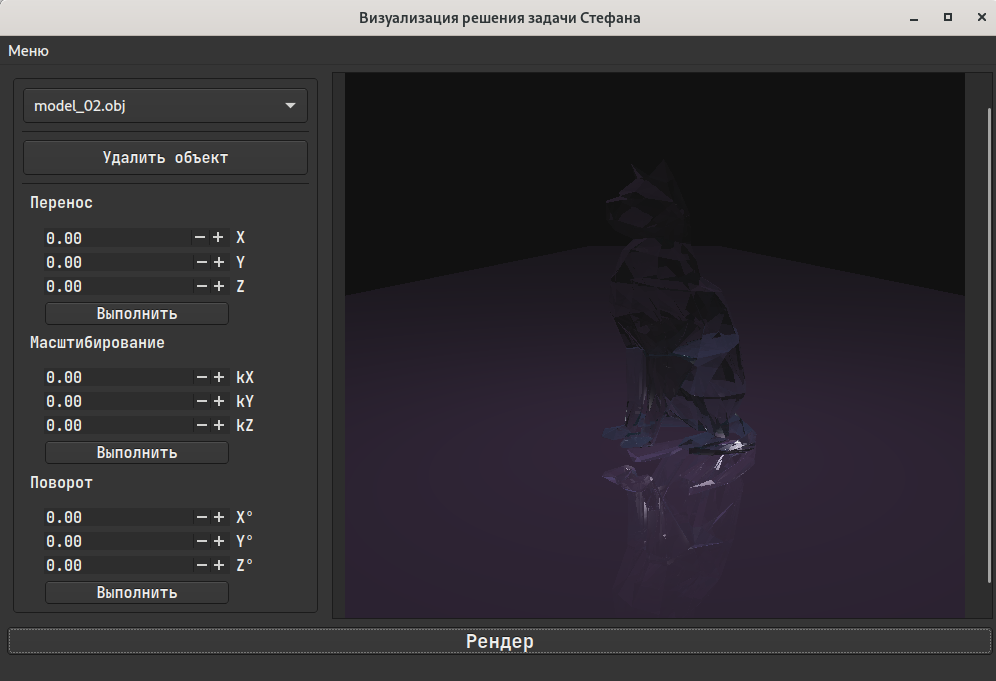 Визуализация решения задачи Стефана
Меню
model_02.obj
Удалить объект
Перенос
0.00 X
0.00 Y
0.00 Z
Выполнить
Масштибирование
0.00 kX
0.00 kY
0.00 kZ
Выполнить
Поворот
0.00 X°
0.00 Y°
0.00 Z°
Выполнить
Рендер